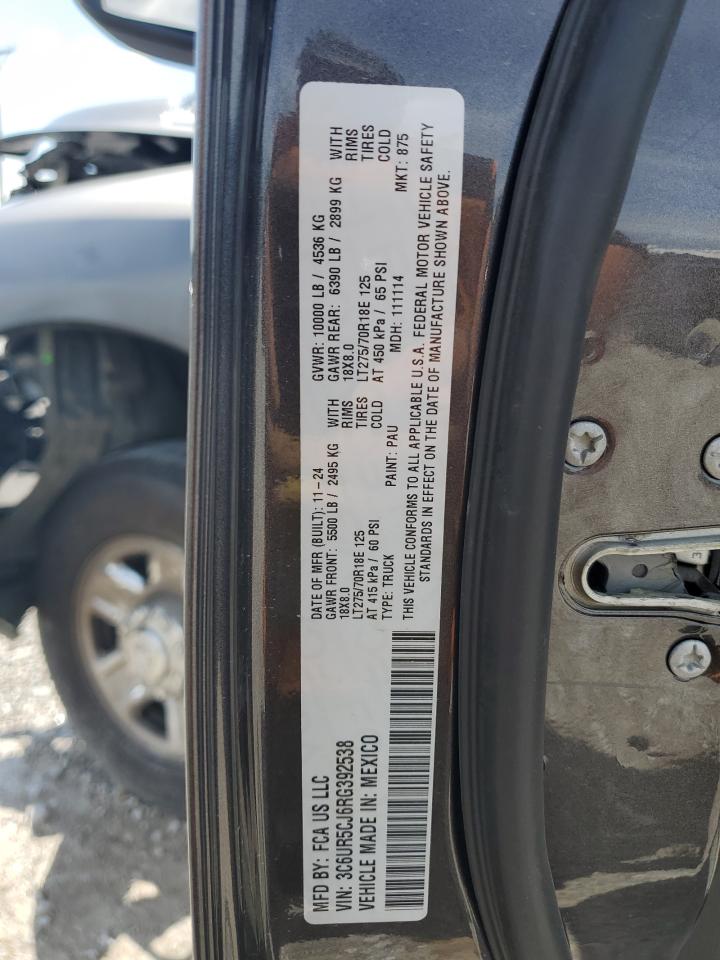 MFD BY: FCA US LLC
VIN: 3C6UR5CJ6RG392538
VEHICLE MADE IN: MEXICO
DATE OF MFR (BUILT): 11-24
GVWR: 10000 LB / 4536 KG
GAWR FRONT: 5500 LB / 2495 KG WITH
GAWR REAR: 6390 LB / 2899 KG WITH
18X8.0 RIMS
18X8.0 RIMS
LT275/70R18E 125 TIRES
LT275/70R18E 125 TIRES
AT 415 kPa / 60 PSI COLD
AT 450 kPa / 65 PSI COLD
TYPE: TRUCK PAINT: PAU MDH: 111114 MKT: 875
THIS VEHICLE CONFORMS TO ALL APPLICABLE U.S.A. FEDERAL MOTOR VEHICLE SAFETY
STANDARDS IN EFFECT ON THE DATE OF MANUFACTURE SHOWN ABOVE.
3